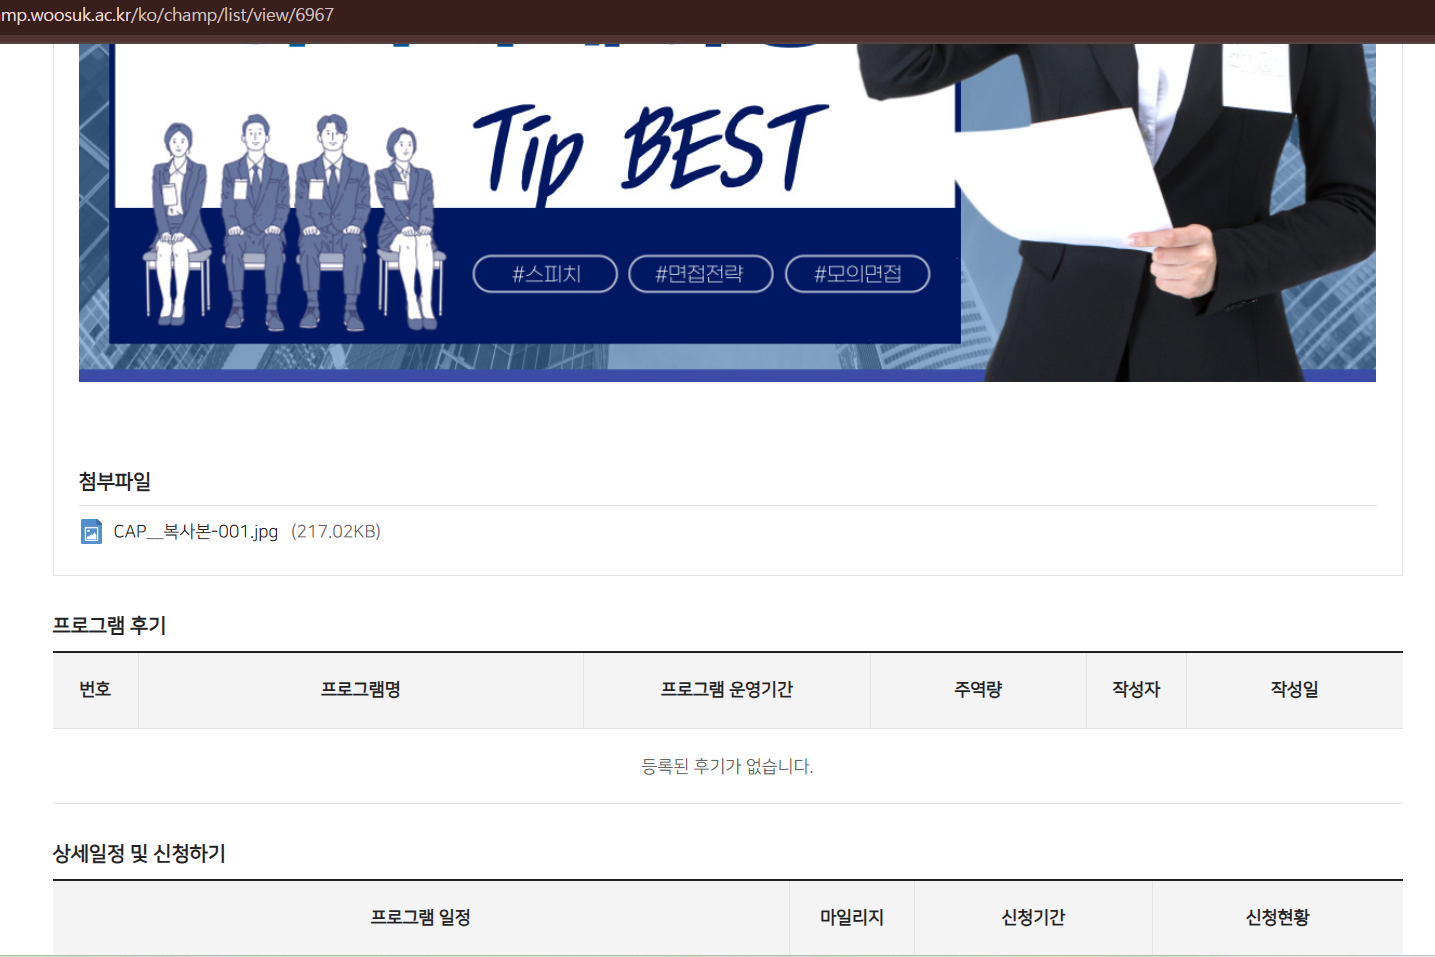 mp.woosuk.ac.kr/ko/champ/list/view/6967
Tip BEST
#스피치 #면접전략 #모의면접
첨부파일
CAP__복사본-001.jpg (217.02KB)
프로그램 후기
번호 프로그램명 프로그램 운영기간 주역량 작성자 작성일
등록된 후기가 없습니다.
상세일정 및 신청하기
프로그램 일정 마일리지 신청기간 신청현황